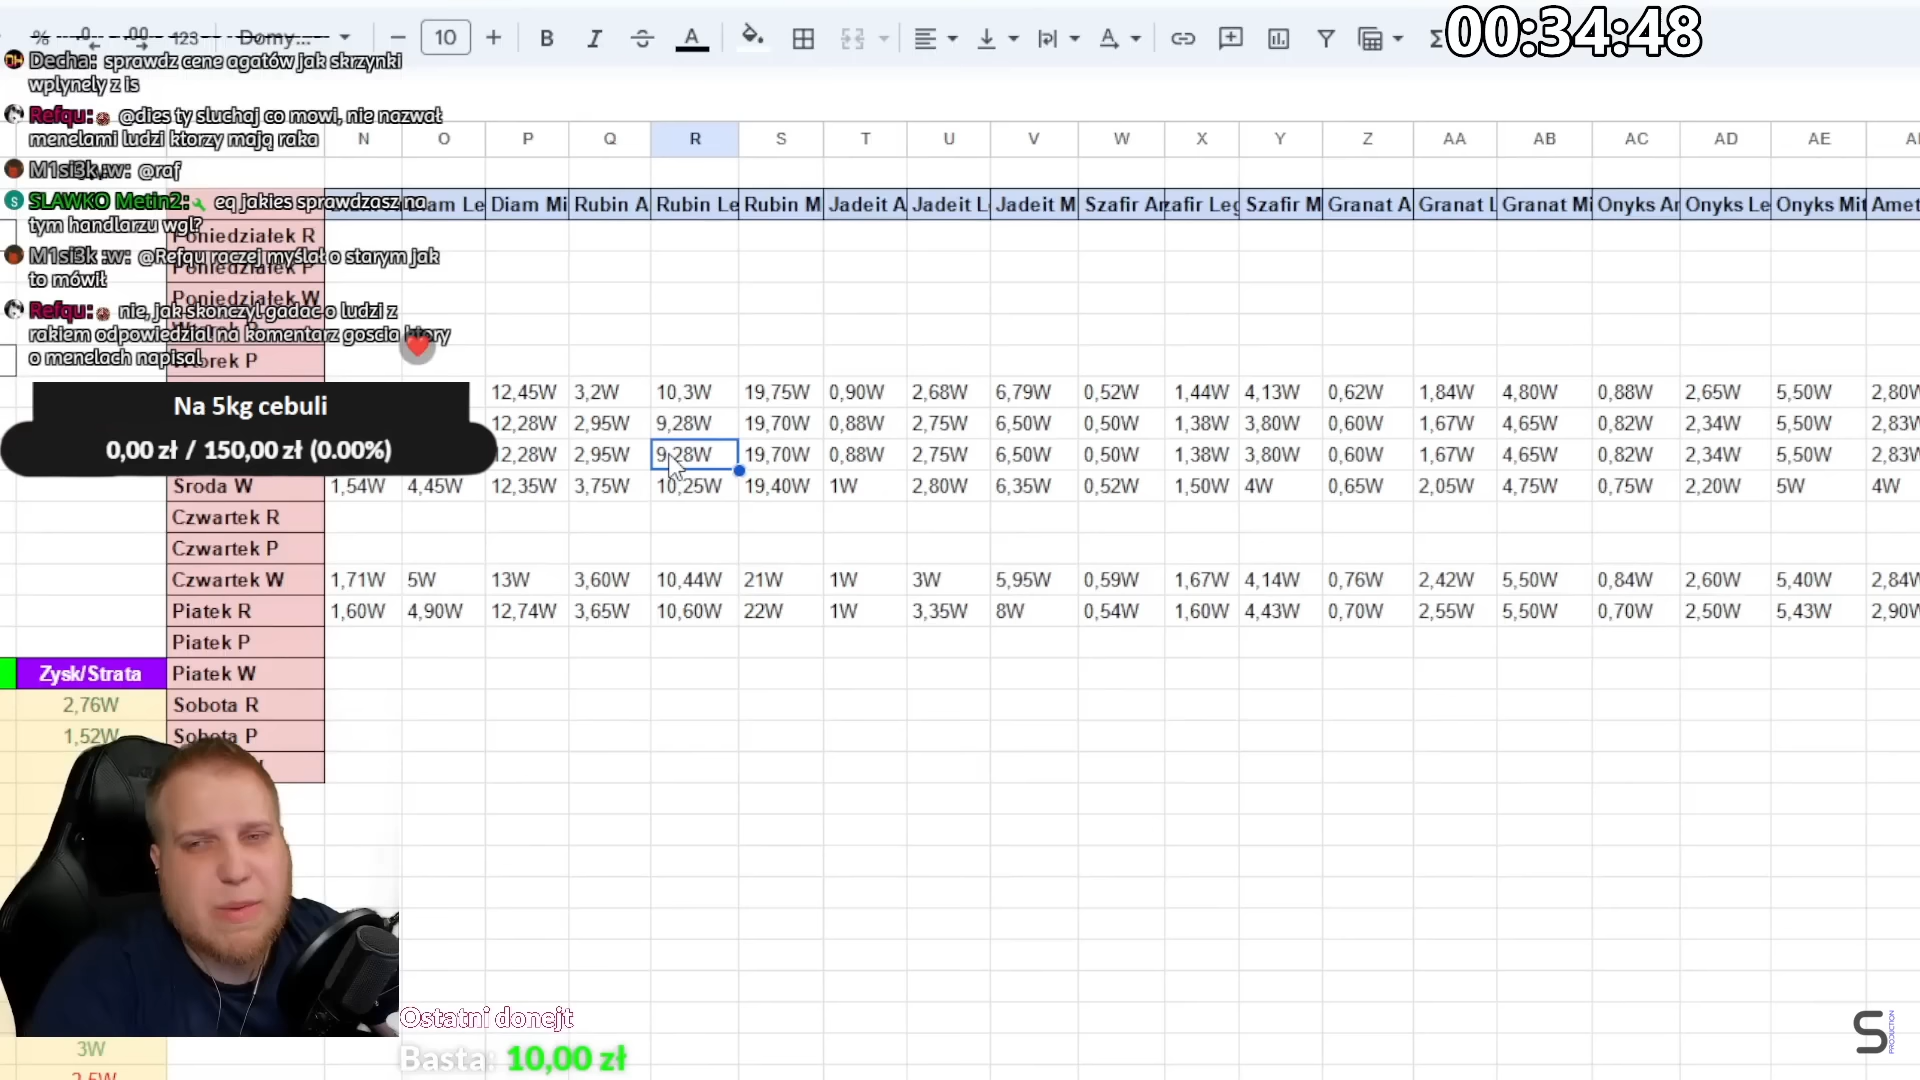 % .0 .00 123 Domy... 10 B I A Σ
00:34:48
Decha: sprawdz cene agatów jak skrzynki
wplynely z is
Refqu: @dies ty sluchaj co mowi, nie nazwał
menelami ludzi ktorzy mają raka
M1si3k :w: @raf
SLAWKO Metin2: eq jakies sprawdzasz na
tym handlarzu wgl?
M1si3k :w: @Refqu raczej myślał o starym jak
to mówił
Refqu: nie, jak skonczyl gadac o ludzi z
rakiem odpowiedzial na komentarz goscia ktory
o menelach napisal
Na 5kg cebuli
0,00 zł / 150,00 zł (0.00%)
N O P Q R S T U V W X Y Z AA AB AC AD AE
Diam Le Diam Mi Rubin A Rubin Le Rubin M Jadeit A Jadeit L Jadeit M Szafir Ar zafir Leg Szafir M Granat A Granat L Granat Mi Onyks Ar Onyks Le Onyks Mit Amet
Poniedziałek R
Poniedziałek P
Poniedziałek W
Wtorek R
Wtorek P
12,45W 3,2W 10,3W 19,75W 0,90W 2,68W 6,79W 0,52W 1,44W 4,13W 0,62W 1,84W 4,80W 0,88W 2,65W 5,50W 2,80W
12,28W 2,95W 9,28W 19,70W 0,88W 2,75W 6,50W 0,50W 1,38W 3,80W 0,60W 1,67W 4,65W 0,82W 2,34W 5,50W 2,83W
12,28W 2,95W 9,28W 19,70W 0,88W 2,75W 6,50W 0,50W 1,38W 3,80W 0,60W 1,67W 4,65W 0,82W 2,34W 5,50W 2,83W
Sroda W 1,54W 4,45W 12,35W 3,75W 10,25W 19,40W 1W 2,80W 6,35W 0,52W 1,50W 4W 0,65W 2,05W 4,75W 0,75W 2,20W 5W 4W
Czwartek R
Czwartek P
Czwartek W 1,71W 5W 13W 3,60W 10,44W 21W 1W 3W 5,95W 0,59W 1,67W 4,14W 0,76W 2,42W 5,50W 0,84W 2,60W 5,40W 2,84W
Piatek R 1,60W 4,90W 12,74W 3,65W 10,60W 22W 1W 3,35W 8W 0,54W 1,60W 4,43W 0,70W 2,55W 5,50W 0,70W 2,50W 5,43W 2,90W
Piatek P
Zysk/Strata Piatek W
2,76W Sobota R
1,52W Sobota P
3W
2,5W
Ostatni donejt
Basta: 10,00 zł
S PRODUCTION